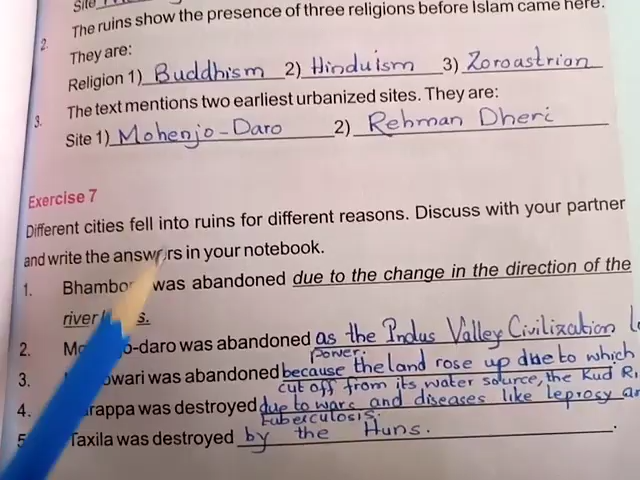 Site
The ruins show the presence of three religions before Islam came here.
2. They are:
Religion 1) Buddhism 2) Hinduism 3) Zoroastrian
3. The text mentions two earliest urbanized sites. They are:
Site 1) Mohenjo-Daro 2) Rehman Dheri
Exercise 7
Different cities fell into ruins for different reasons. Discuss with your partner
and write the answers in your notebook.
1. Bhambo was abandoned due to the change in the direction of the
river
2. Mo o-daro was abandoned as the Indus Valley Civilization
power.
3. owari was abandoned because the land rose up due to which
cut off from its water source, the Rud
4. arappa was destroyed due to wars and diseases like leprosy
tuberculosis.
5 Taxila was destroyed by the Huns.